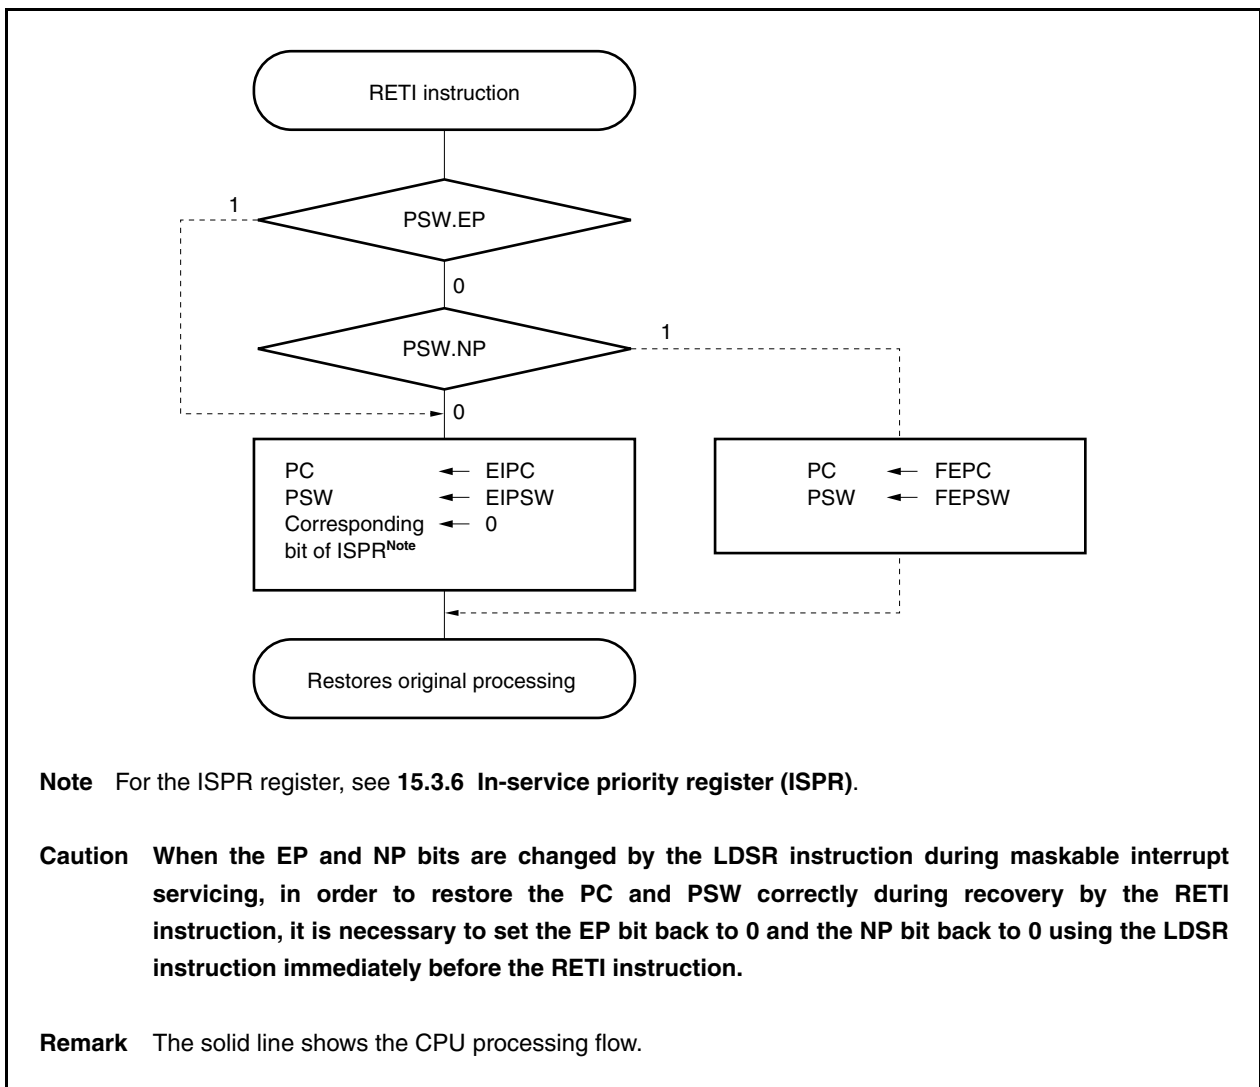 RETI instruction
1
PSW.EP
0
1
PSW.NP
0
PC ← EIPC
PSW ← EIPSW
Corresponding ← 0
bit of ISPRNote
PC ← FEPC
PSW ← FEPSW
Restores original processing
Note For the ISPR register, see 15.3.6 In-service priority register (ISPR).
Caution When the EP and NP bits are changed by the LDSR instruction during maskable interrupt
servicing, in order to restore the PC and PSW correctly during recovery by the RETI
instruction, it is necessary to set the EP bit back to 0 and the NP bit back to 0 using the LDSR
instruction immediately before the RETI instruction.
Remark The solid line shows the CPU processing flow.